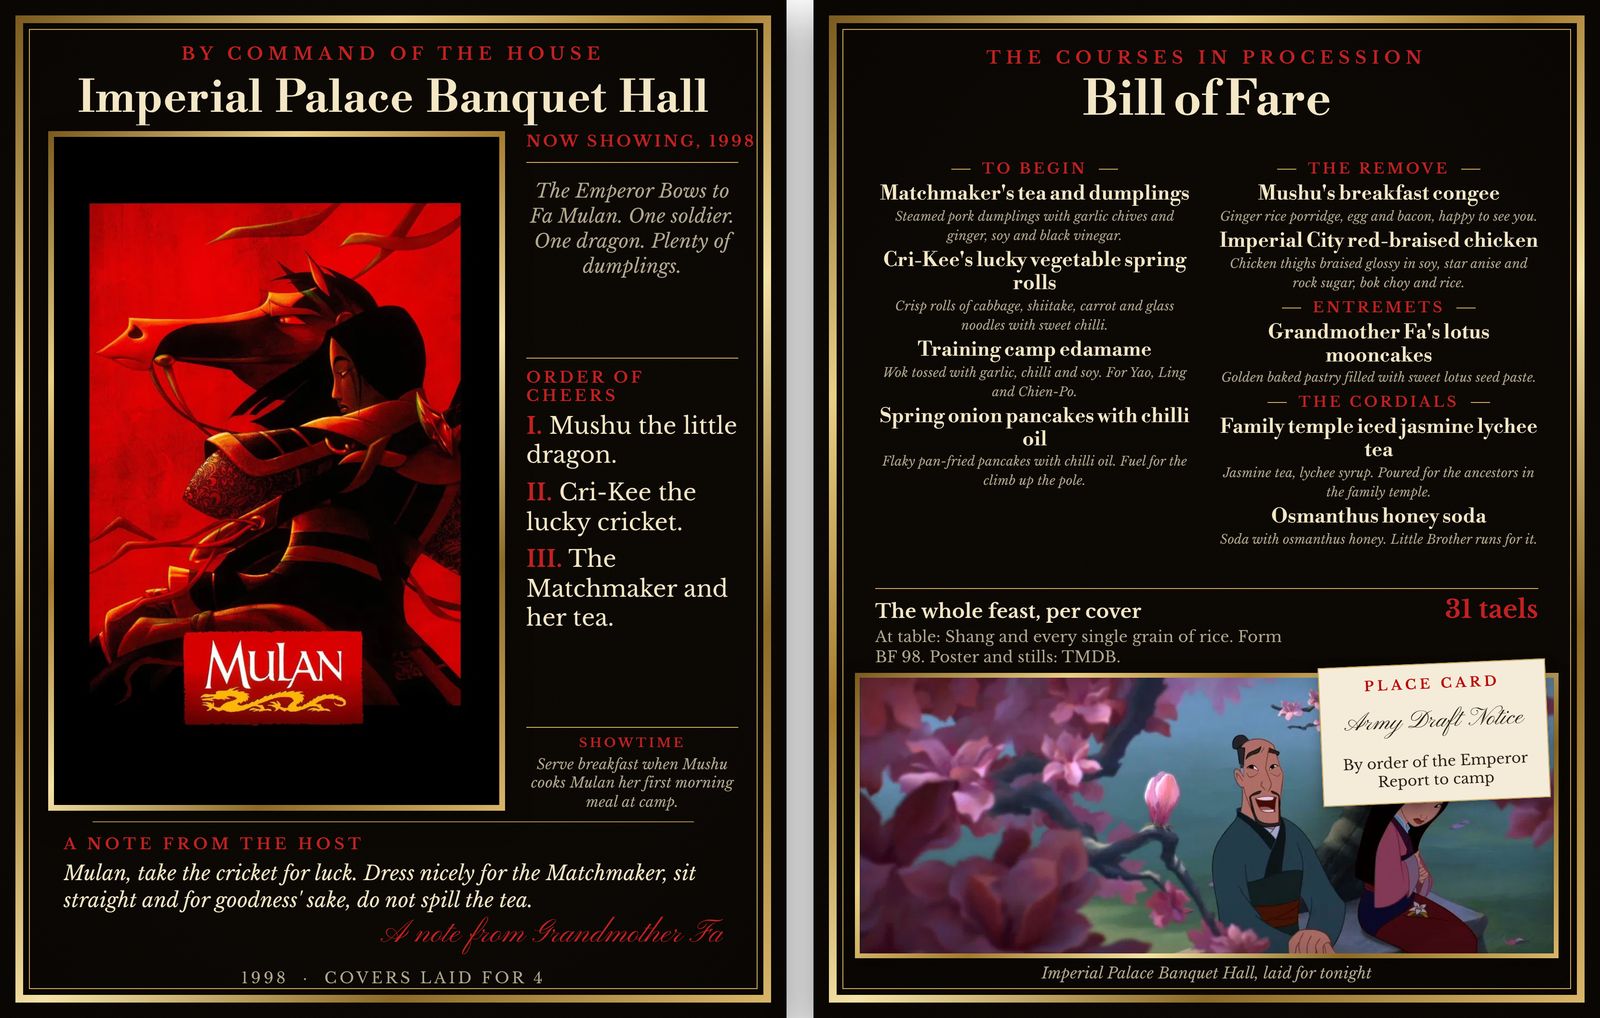 BY COMMAND OF THE HOUSE
Imperial Palace Banquet Hall
NOW SHOWING, 1998
The Emperor Bows to
Fa Mulan. One soldier.
One dragon. Plenty of
dumplings.
ORDER OF
CHEERS
I. Mushu the little
dragon.
II. Cri-Kee the
lucky cricket.
III. The
Matchmaker and
her tea.
SHOWTIME
Serve breakfast when Mushu
cooks Mulan her first morning
meal at camp.
MULAN
A NOTE FROM THE HOST
Mulan, take the cricket for luck. Dress nicely for the Matchmaker, sit
straight and for goodness' sake, do not spill the tea.
A note from Grandmother Fa
1998 · COVERS LAID FOR 4
THE COURSES IN PROCESSION
Bill of Fare
— TO BEGIN —
Matchmaker's tea and dumplings
Steamed pork dumplings with garlic chives and
ginger, soy and black vinegar.
Cri-Kee's lucky vegetable spring
rolls
Crisp rolls of cabbage, shiitake, carrot and glass
noodles with sweet chilli.
Training camp edamame
Wok tossed with garlic, chilli and soy. For Yao, Ling
and Chien-Po.
Spring onion pancakes with chilli
oil
Flaky pan-fried pancakes with chilli oil. Fuel for the
climb up the pole.
— THE REMOVE —
Mushu's breakfast congee
Ginger rice porridge, egg and bacon, happy to see you.
Imperial City red-braised chicken
Chicken thighs braised glossy in soy, star anise and
rock sugar, bok choy and rice.
— ENTREMETS —
Grandmother Fa's lotus
mooncakes
Golden baked pastry filled with sweet lotus seed paste.
— THE CORDIALS —
Family temple iced jasmine lychee
tea
Jasmine tea, lychee syrup. Poured for the ancestors in
the family temple.
Osmanthus honey soda
Soda with osmanthus honey. Little Brother runs for it.
The whole feast, per cover
31 taels
At table: Shang and every single grain of rice. Form
BF 98. Poster and stills: TMDB.
PLACE CARD
Army Draft Notice
By order of the Emperor
Report to camp
Imperial Palace Banquet Hall, laid for tonight